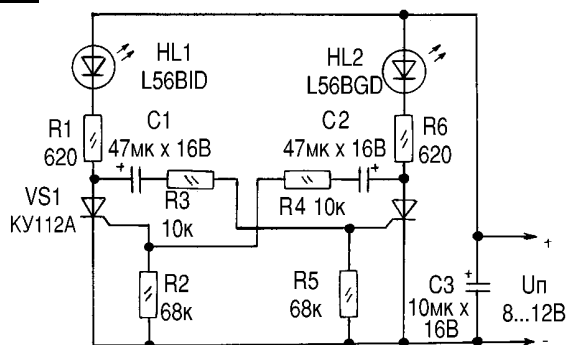 HL1
L56BID
HL2
L56BGD
R1
620
C1
47мк x 16В
C2
47мк x 16В
R6
620
VS1
КУ112А
R3
10к
R4 10к
R2
68к
R5
68к
C3
10мк x
16В
Uп
8...12В